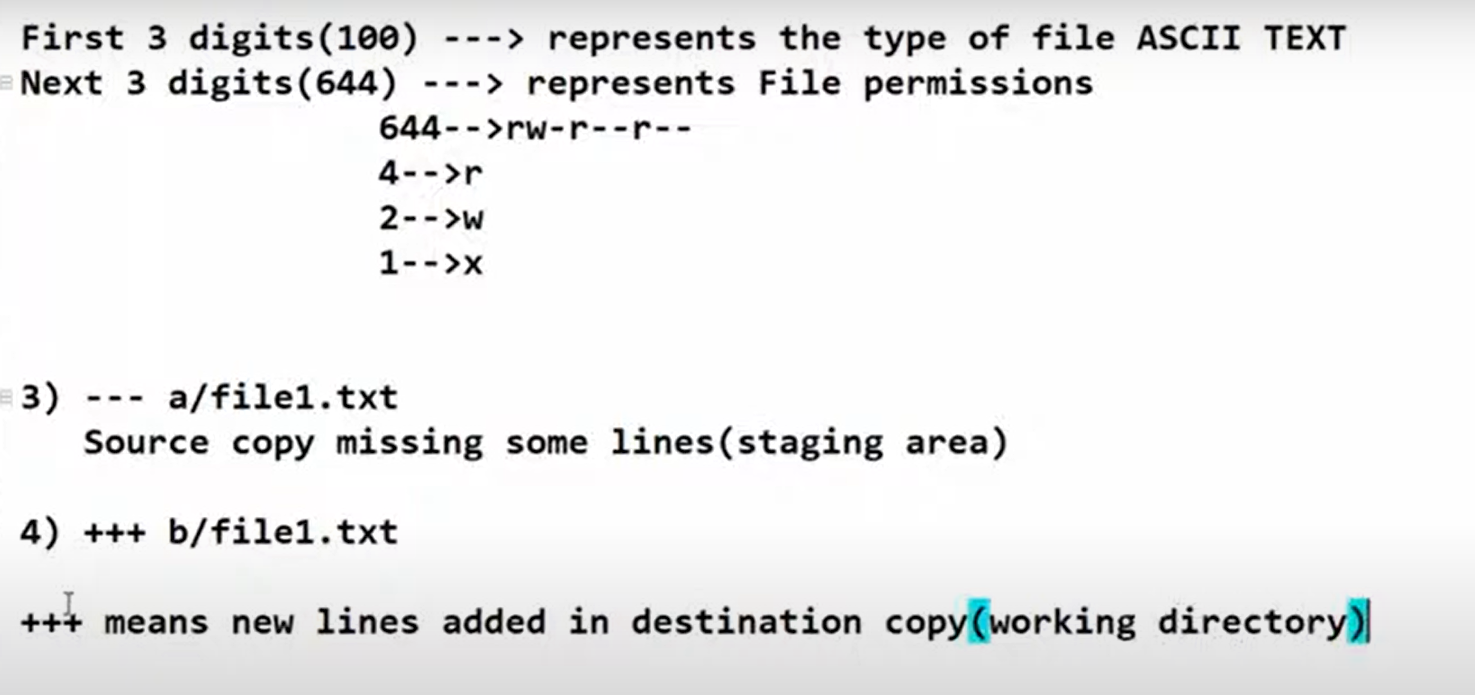 First 3 digits(100) ---> represents the type of file ASCII TEXT
Next 3 digits(644) ---> represents File permissions
644-->rw-r--r--
4-->r
2-->w
1-->x
3) --- a/file1.txt
Source copy missing some lines(staging area)
4) +++ b/file1.txt
+++ means new lines added in destination copy(working directory)